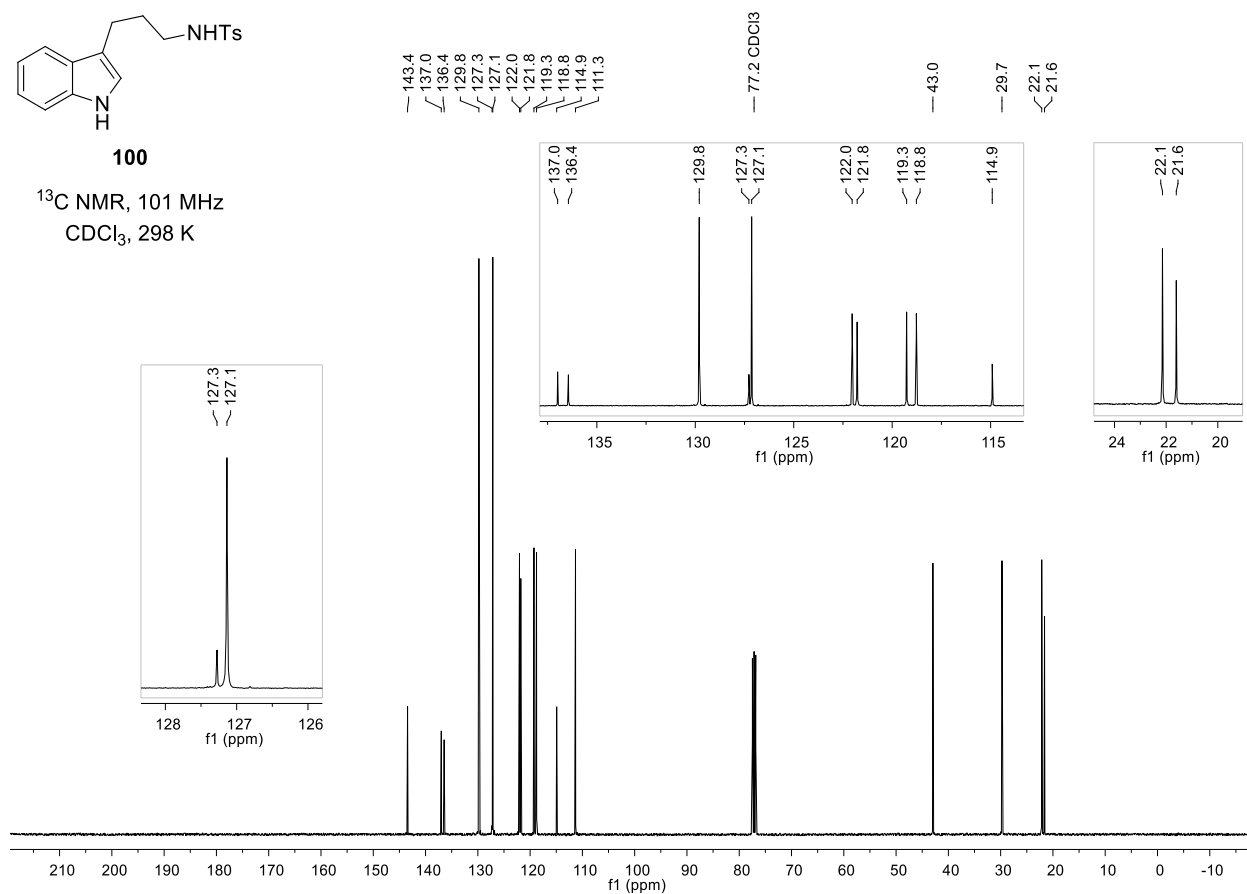 NHTs
N
H
100
¹³C NMR, 101 MHz
CDCl₃, 298 K
143.4
137.0
136.4
129.8
127.3
127.1
122.0
121.8
119.3
118.8
114.9
111.3
77.2 CDCl3
43.0
29.7
22.1
21.6
137.0
136.4
129.8
127.3
127.1
122.0
121.8
119.3
118.8
114.9
135 130 125 120 115
f1 (ppm)
22.1
21.6
24 22 20
f1 (ppm)
127.3
127.1
128 127 126
f1 (ppm)
210 200 190 180 170 160 150 140 130 120 110 100 90 80 70 60 50 40 30 20 10 0 -10
f1 (ppm)